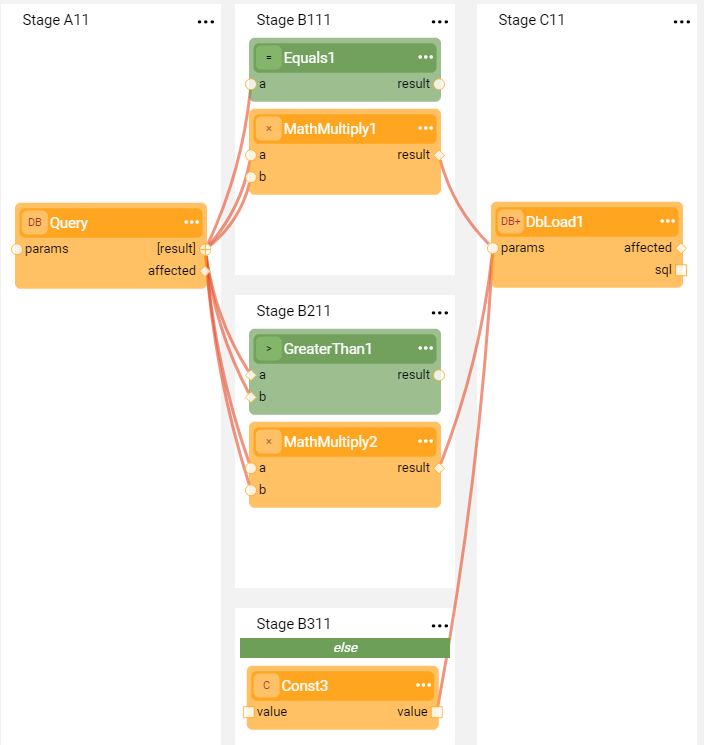 Stage A11 ...
DB Query ...
params [result]
affected
Stage B111 ...
= Equals1 ...
a result
× MathMultiply1 ...
a result
b
Stage B211 ...
> GreaterThan1 ...
a result
b
× MathMultiply2 ...
a result
b
Stage B311 ...
else
C Const3 ...
value value
Stage C11 ...
DB+ DbLoad1 ...
params affected
sql